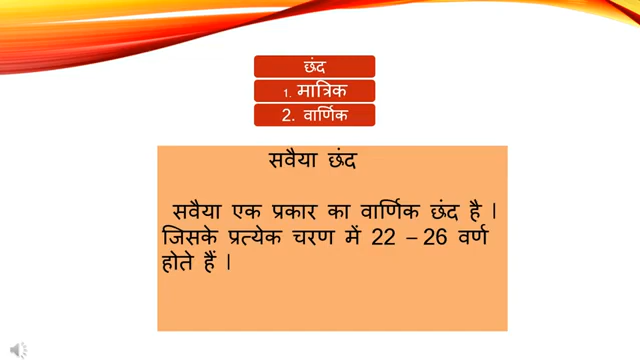 छंद
1. मात्रिक
2. वार्णिक
सवैया छंद
सवैया एक प्रकार का वार्णिक छंद है ।
जिसके प्रत्येक चरण में 22 – 26 वर्ण
होते हैं ।